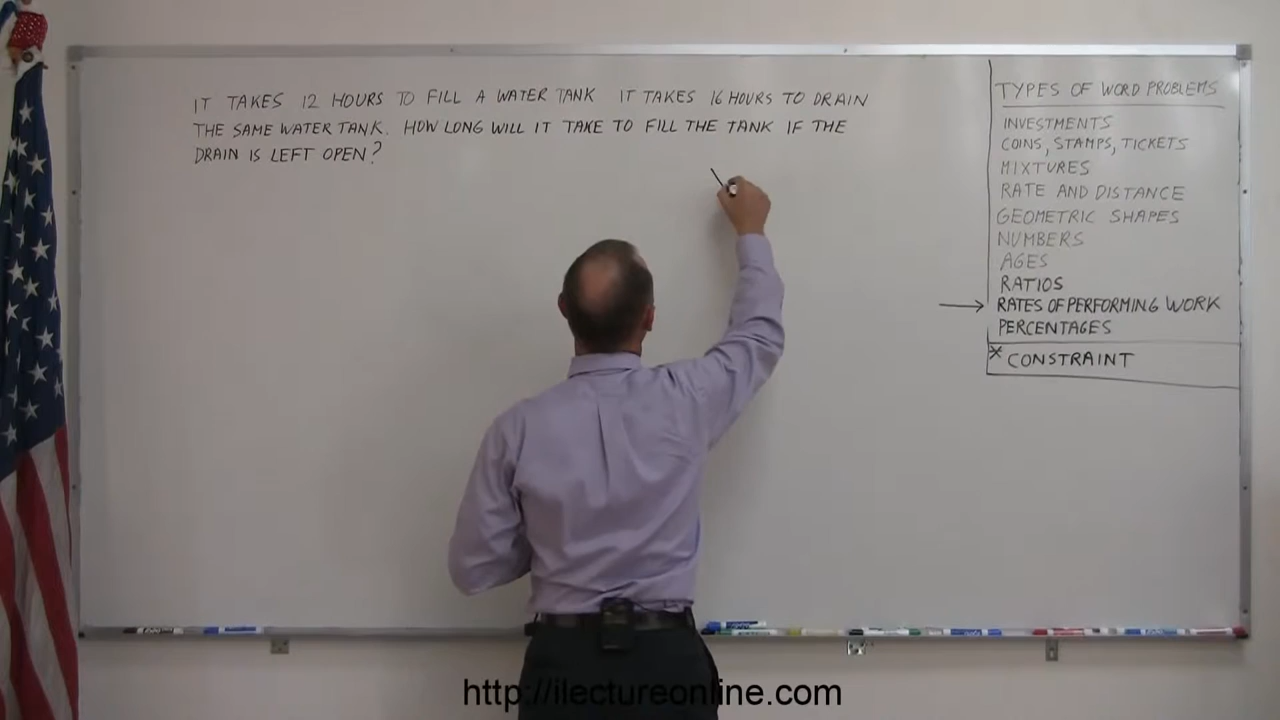 IT TAKES 12 HOURS TO FILL A WATER TANK IT TAKES 16 HOURS TO DRAIN
THE SAME WATER TANK. HOW LONG WILL IT TAKE TO FILL THE TANK IF THE
DRAIN IS LEFT OPEN?
TYPES OF WORD PROBLEMS
INVESTMENTS
COINS, STAMPS, TICKETS
MIXTURES
RATE AND DISTANCE
GEOMETRIC SHAPES
NUMBERS
AGES
RATIOS
→ RATES OF PERFORMING WORK
PERCENTAGES
* CONSTRAINT
http://ilectureonline.com